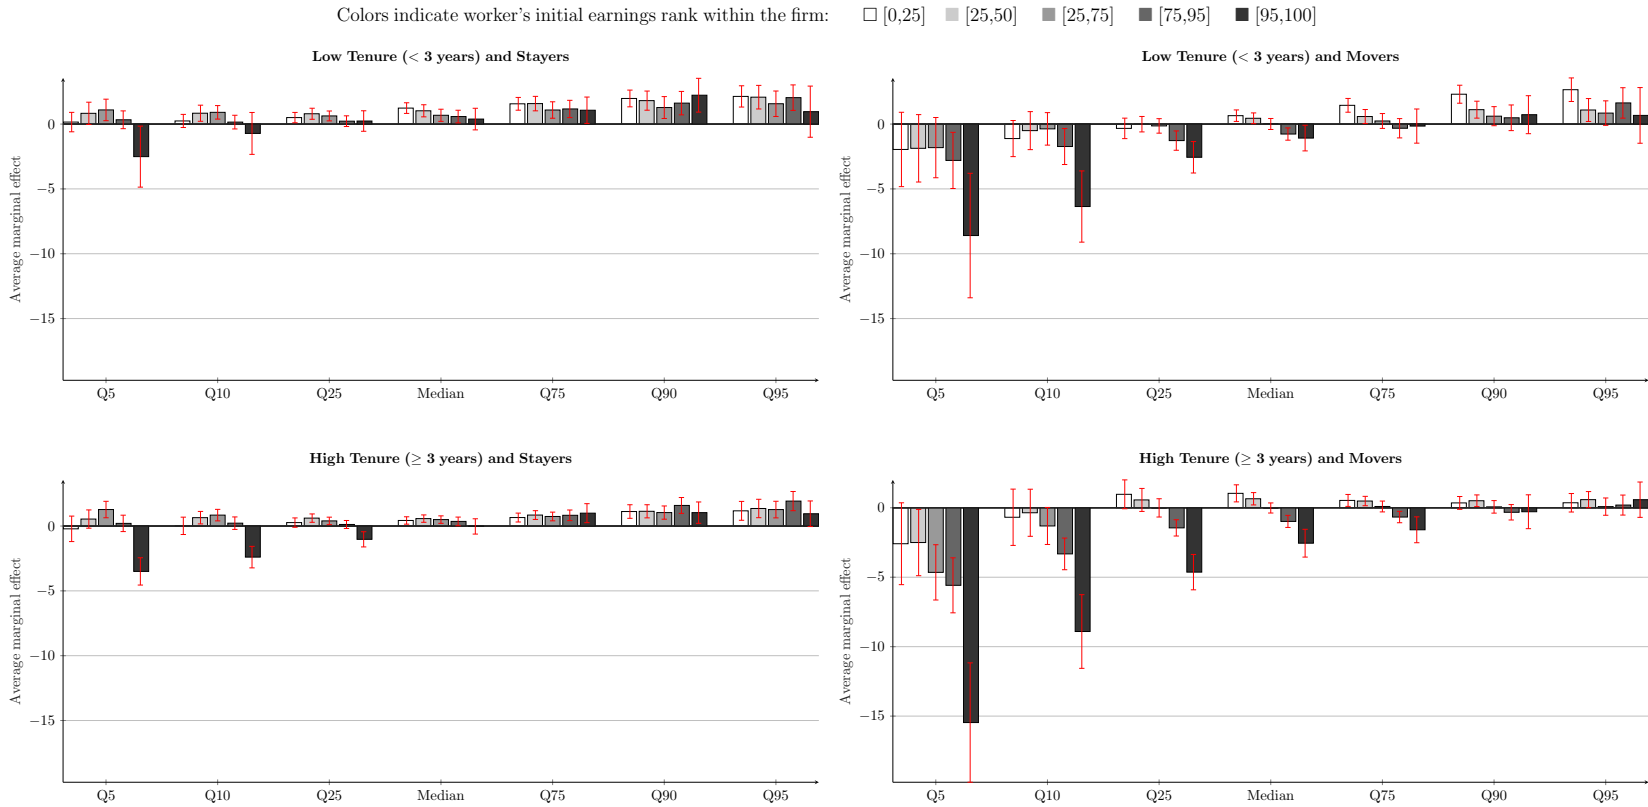 Colors indicate worker's initial earnings rank within the firm: [0,25] [25,50] [25,75] [75,95] [95,100]
Low Tenure (< 3 years) and Stayers
Average marginal effect
0
−5
−10
−15
Q5 Q10 Q25 Median Q75 Q90 Q95
Low Tenure (< 3 years) and Movers
Average marginal effect
0
−5
−10
−15
Q5 Q10 Q25 Median Q75 Q90 Q95
High Tenure (≥ 3 years) and Stayers
Average marginal effect
0
−5
−10
−15
Q5 Q10 Q25 Median Q75 Q90 Q95
High Tenure (≥ 3 years) and Movers
Average marginal effect
0
−5
−10
−15
Q5 Q10 Q25 Median Q75 Q90 Q95